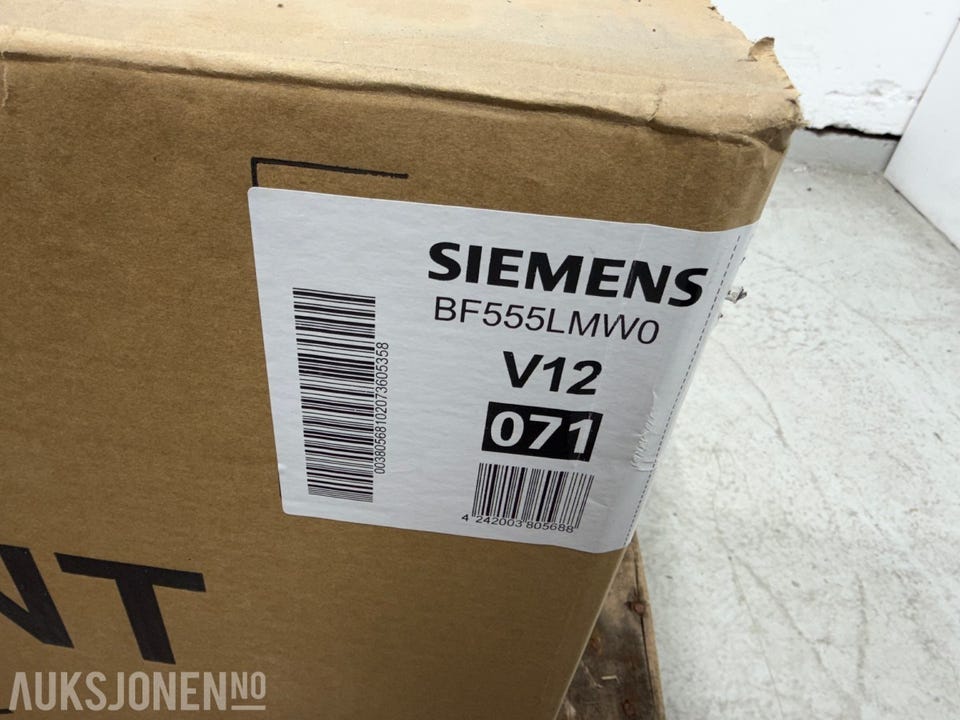 SIEMENS
BF555LMW0
V12
071
00380568102073605358
4 242003 805688
NT
AUKSJONEN.NO